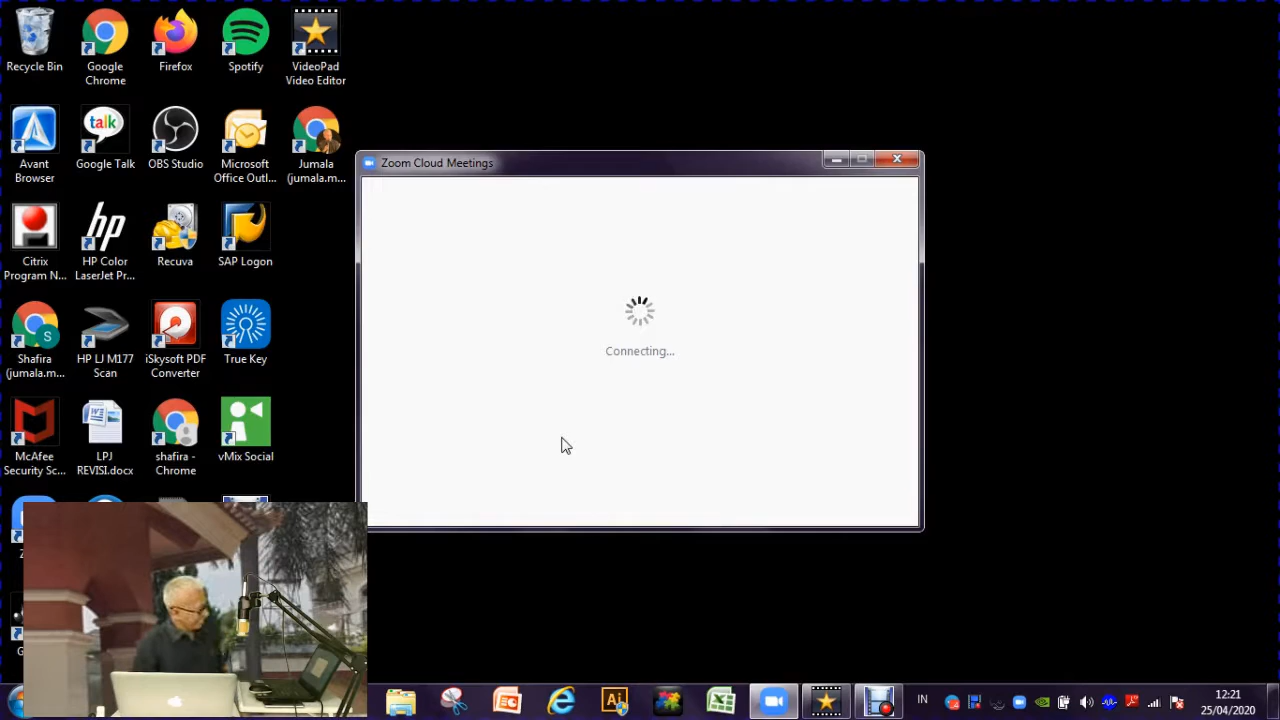 Recycle Bin
Google
Chrome
Firefox
Spotify
VideoPad
Video Editor
Avant
Browser
talk
Google Talk
OBS Studio
Microsoft
Office Outl...
Jumala
(jumala.m...
Zoom Cloud Meetings
Connecting...
Citrix
Program N...
hp
HP Color
LaserJet Pr...
Recuva
SAP Logon
S
Shafira
(jumala.m...
HP LJ M177
Scan
iSkysoft PDF
Converter
True Key
McAfee
Security Sc...
W
LPJ
REVISI.docx
shafira -
Chrome
vMix Social
Ai
IN
12:21
25/04/2020